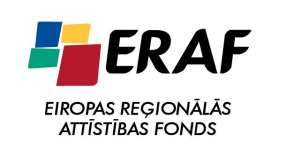 ERAF
EIROPAS REĢIONĀLĀS
ATTĪSTĪBAS FONDS